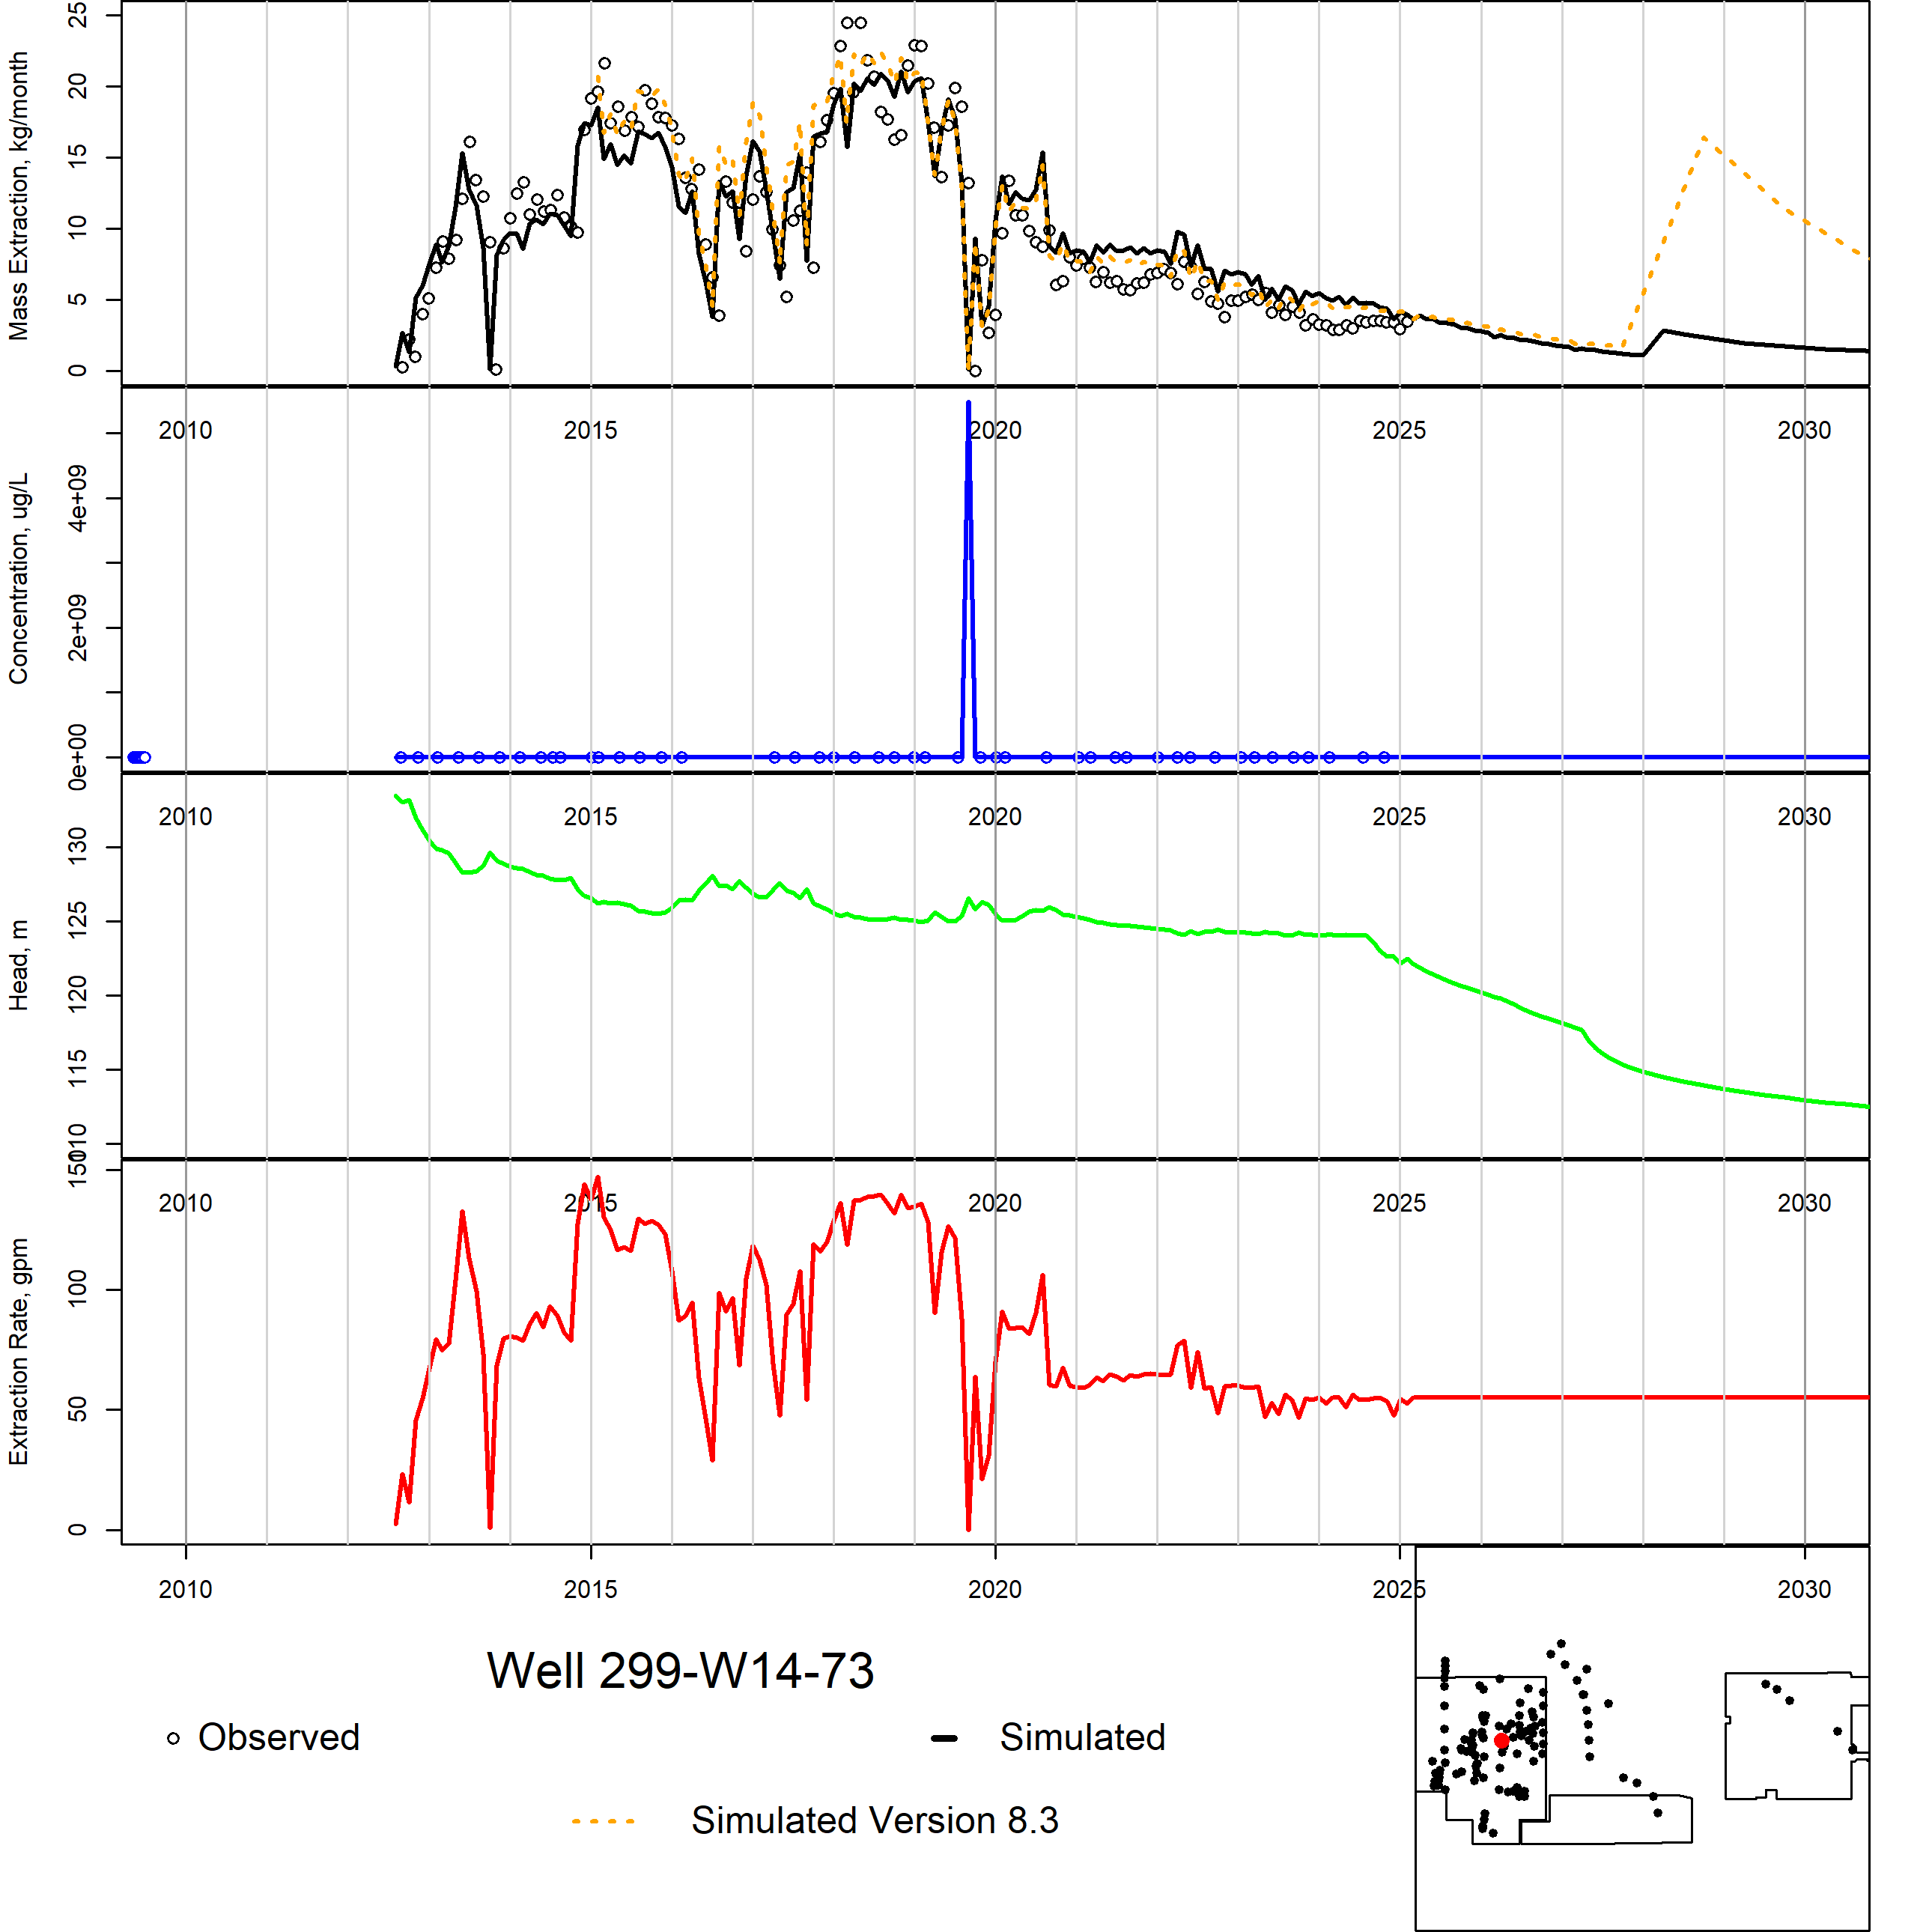 Mass Extraction, kg/month
25
20
15
10
5
0
2010 2015 2020 2025 2030
Concentration, ug/L
4e+09
2e+09
0e+00
2010 2015 2020 2025 2030
Head, m
130
125
120
115
110
2010 2015 2020 2025 2030
Extraction Rate, gpm
150
100
50
0
2010 2015 2020 2025 2030
Well 299-W14-73
Observed
Simulated
Simulated Version 8.3